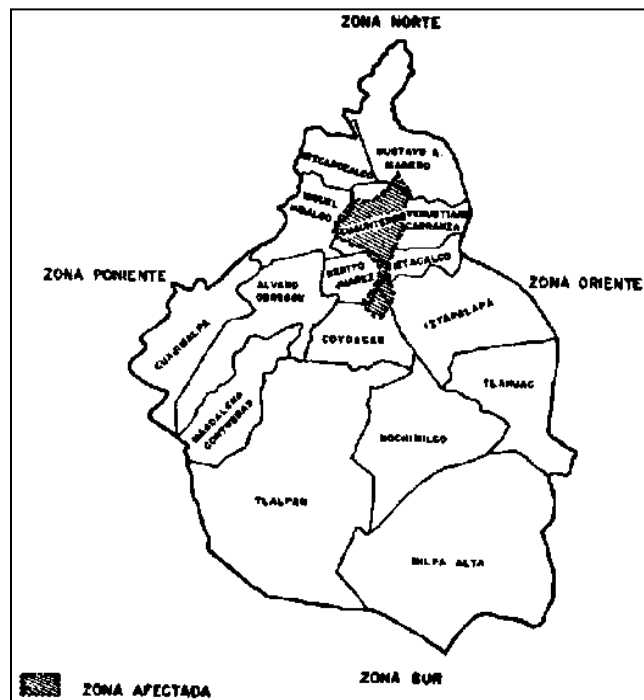 ZONA NORTE
GUSTAVO A.
MADERO
AZCAPOZALCO
MIGUEL
HIDALGO
CUAUHTEMOC
VENUSTIANO
CARRANZA
ZONA PONIENTE
BENITO
JUAREZ
IZTACALCO
ZONA ORIENTE
ALVARO
OBREGON
IZTAPALAPA
CUAJIMALPA
COYOACAN
TLAHUAC
MAGDALENA
CONTRERAS
XOCHIMILCO
TLALPAN
MILPA ALTA
ZONA AFECTADA
ZONA SUR